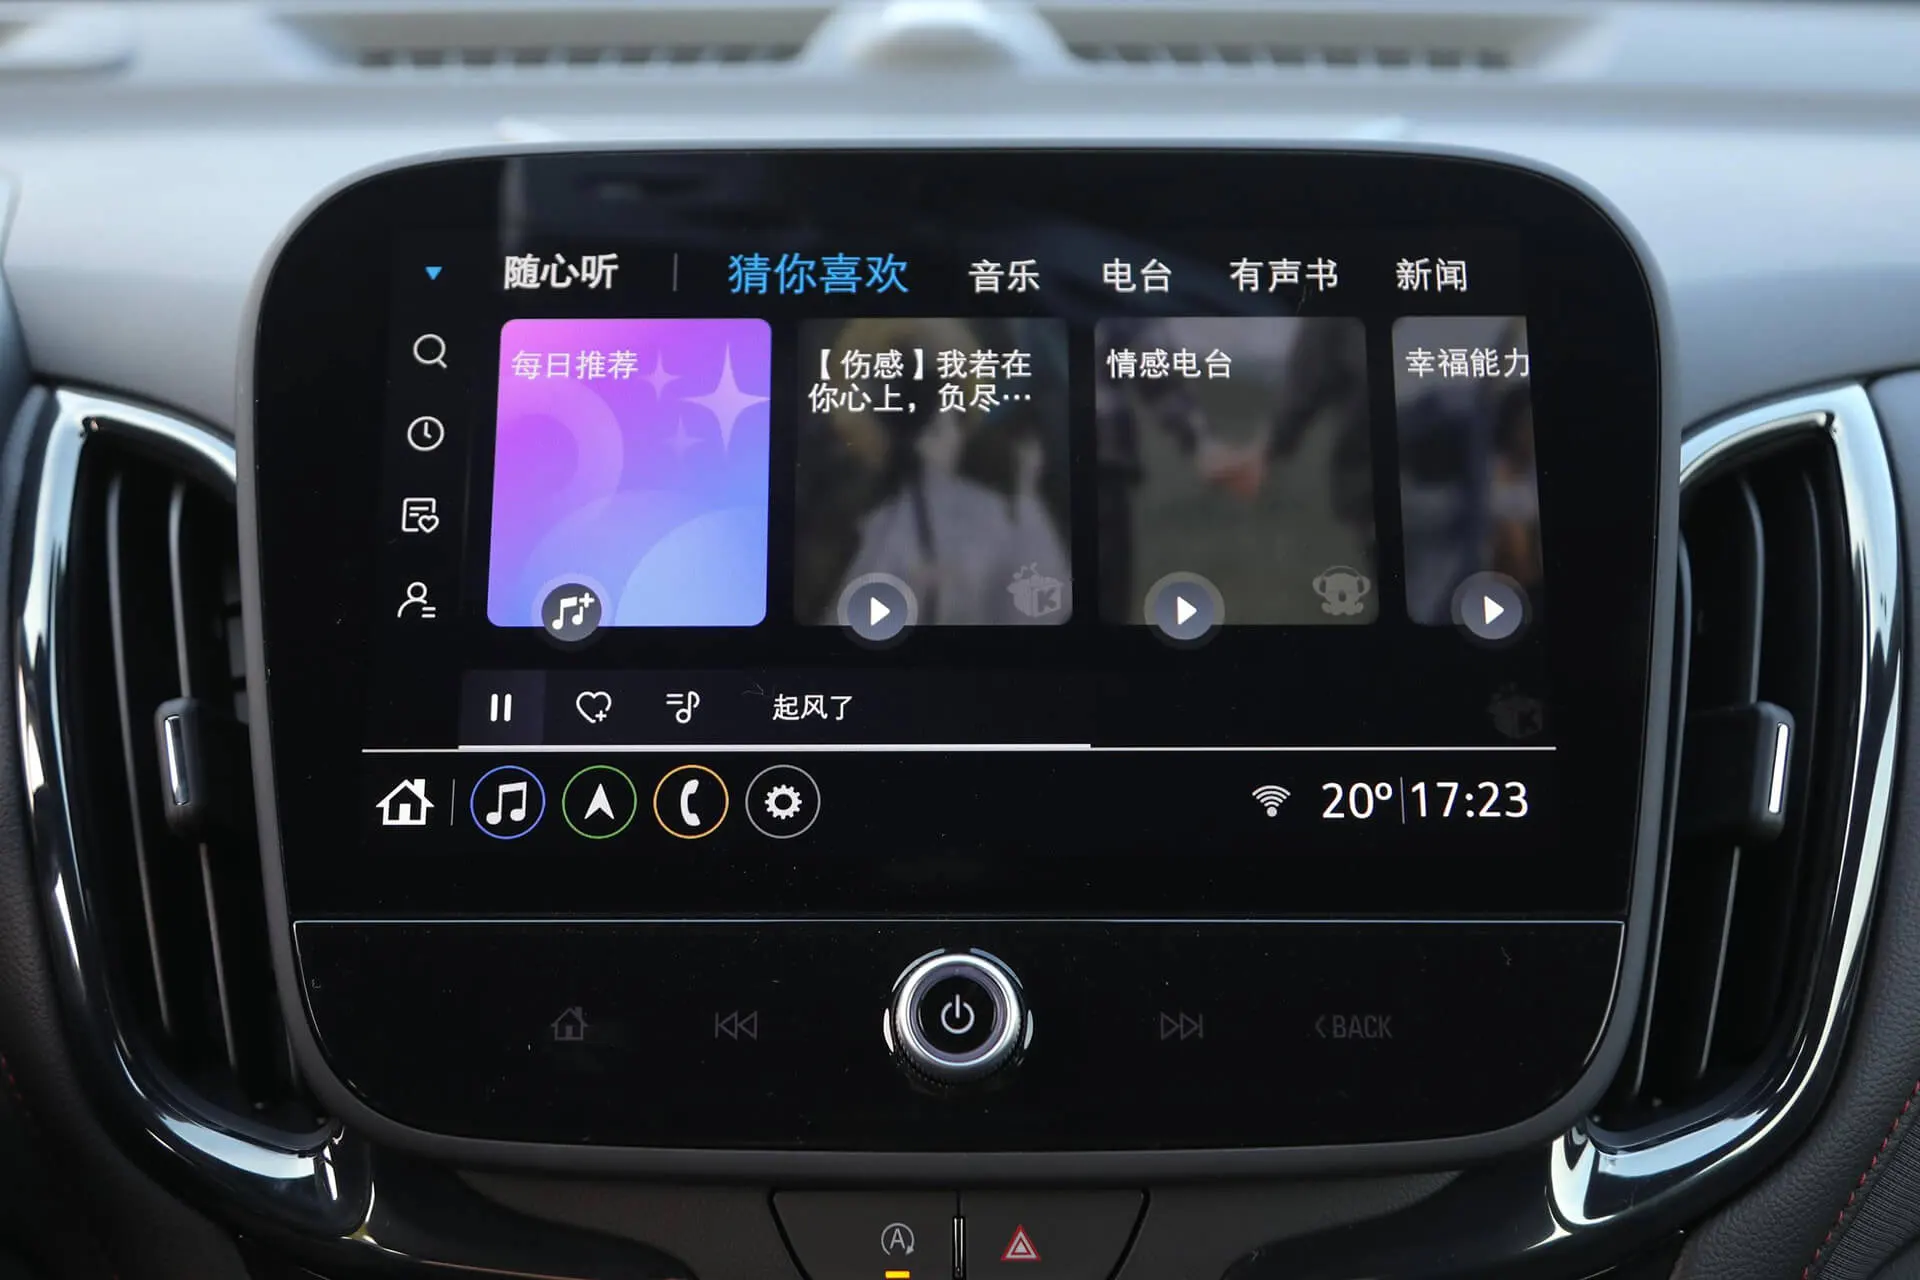 随心听 猜你喜欢 音乐 电台 有声书 新闻
每日推荐
【伤感】我若在
你心上，负尽…
情感电台
幸福能力
起风了
20° 17:23
BACK
A